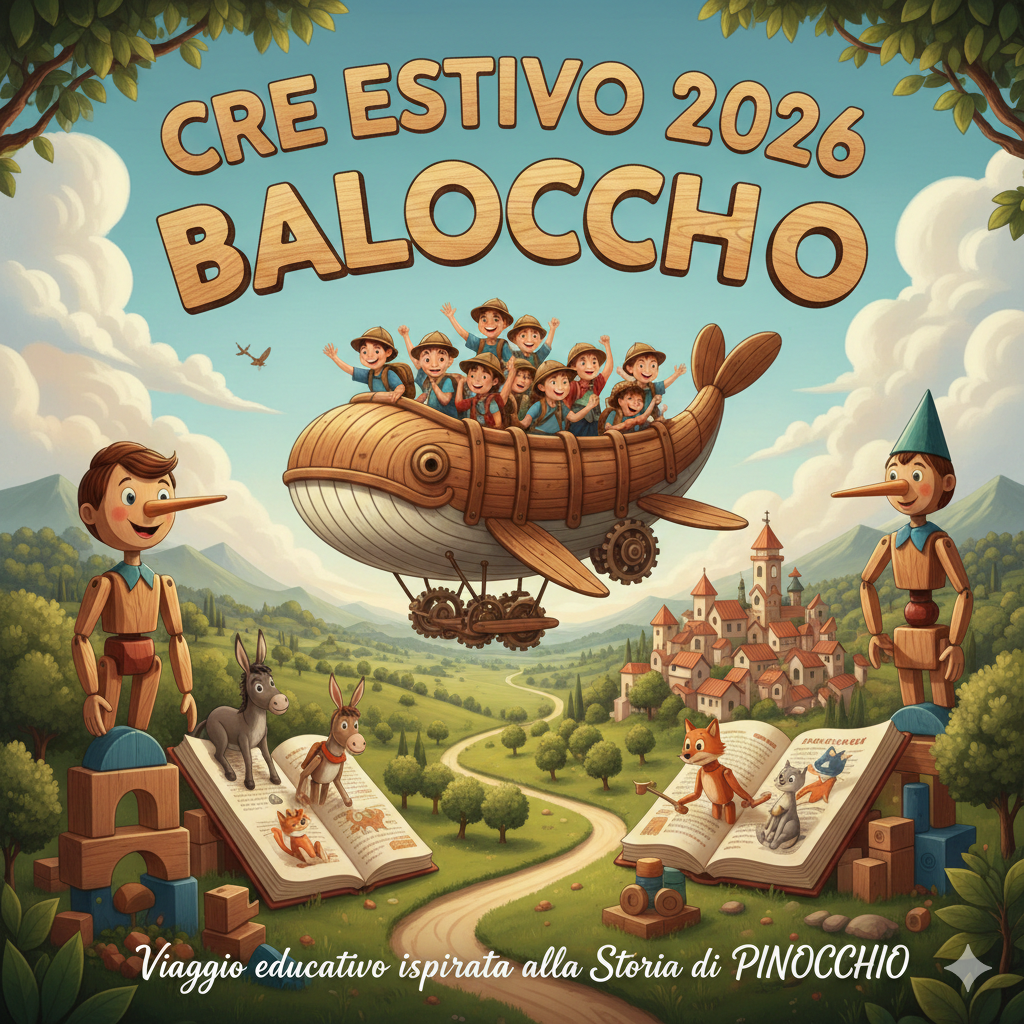 CRE ESTIVO 2026
BALOCCHO
Viaggio educativo ispirata alla Storia di PINOCCHIO